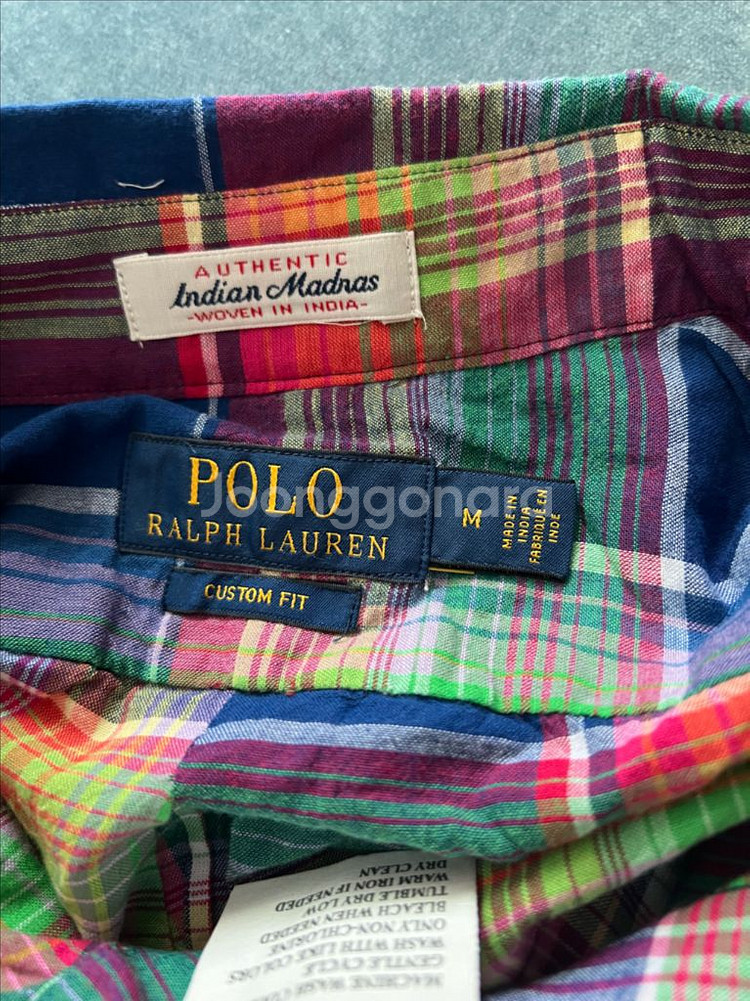 AUTHENTIC
Indian Madras
-WOVEN IN INDIA-
POLO
RALPH LAUREN
M
MADE IN
INDIA
FABRIQUE EN
INDE
CUSTOM FIT
Joonggonara
MACHINE WASH
GENTLE CYCLE
WASH WITH LIKE COLORS
ONLY NON-CHLORINE
BLEACH WHEN NEEDED
TUMBLE DRY LOW
WARM IRON IF NEEDED
DRY CLEAN